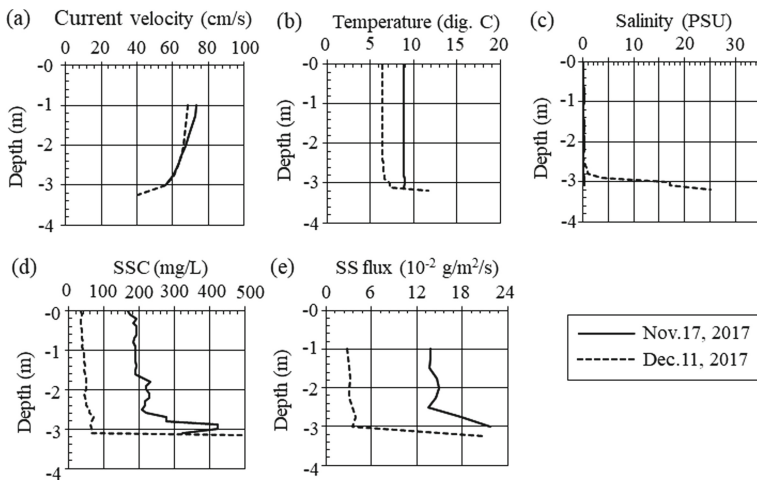 (a) Current velocity (cm/s)
0 20 40 60 80 100
-0
-1
-2
-3
-4
Depth (m)
(b) Temperature (dig. C)
0 5 10 15 20
-0
-1
-2
-3
-4
Depth (m)
(c) Salinity (PSU)
0 10 20 30
-0
-1
-2
-3
-4
Depth (m)
(d) SSC (mg/L)
0 100 200 300 400 500
-0
-1
-2
-3
-4
Depth (m)
(e) SS flux (10⁻² g/m²/s)
0 6 12 18 24
-0
-1
-2
-3
-4
Depth (m)
Nov.17, 2017
Dec.11, 2017